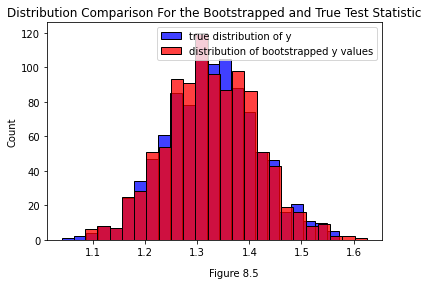 Distribution Comparison For the Bootstrapped and True Test Statistic
true distribution of y
distribution of bootstrapped y values
Count
120
100
80
60
40
20
0
1.1 1.2 1.3 1.4 1.5 1.6
Figure 8.5